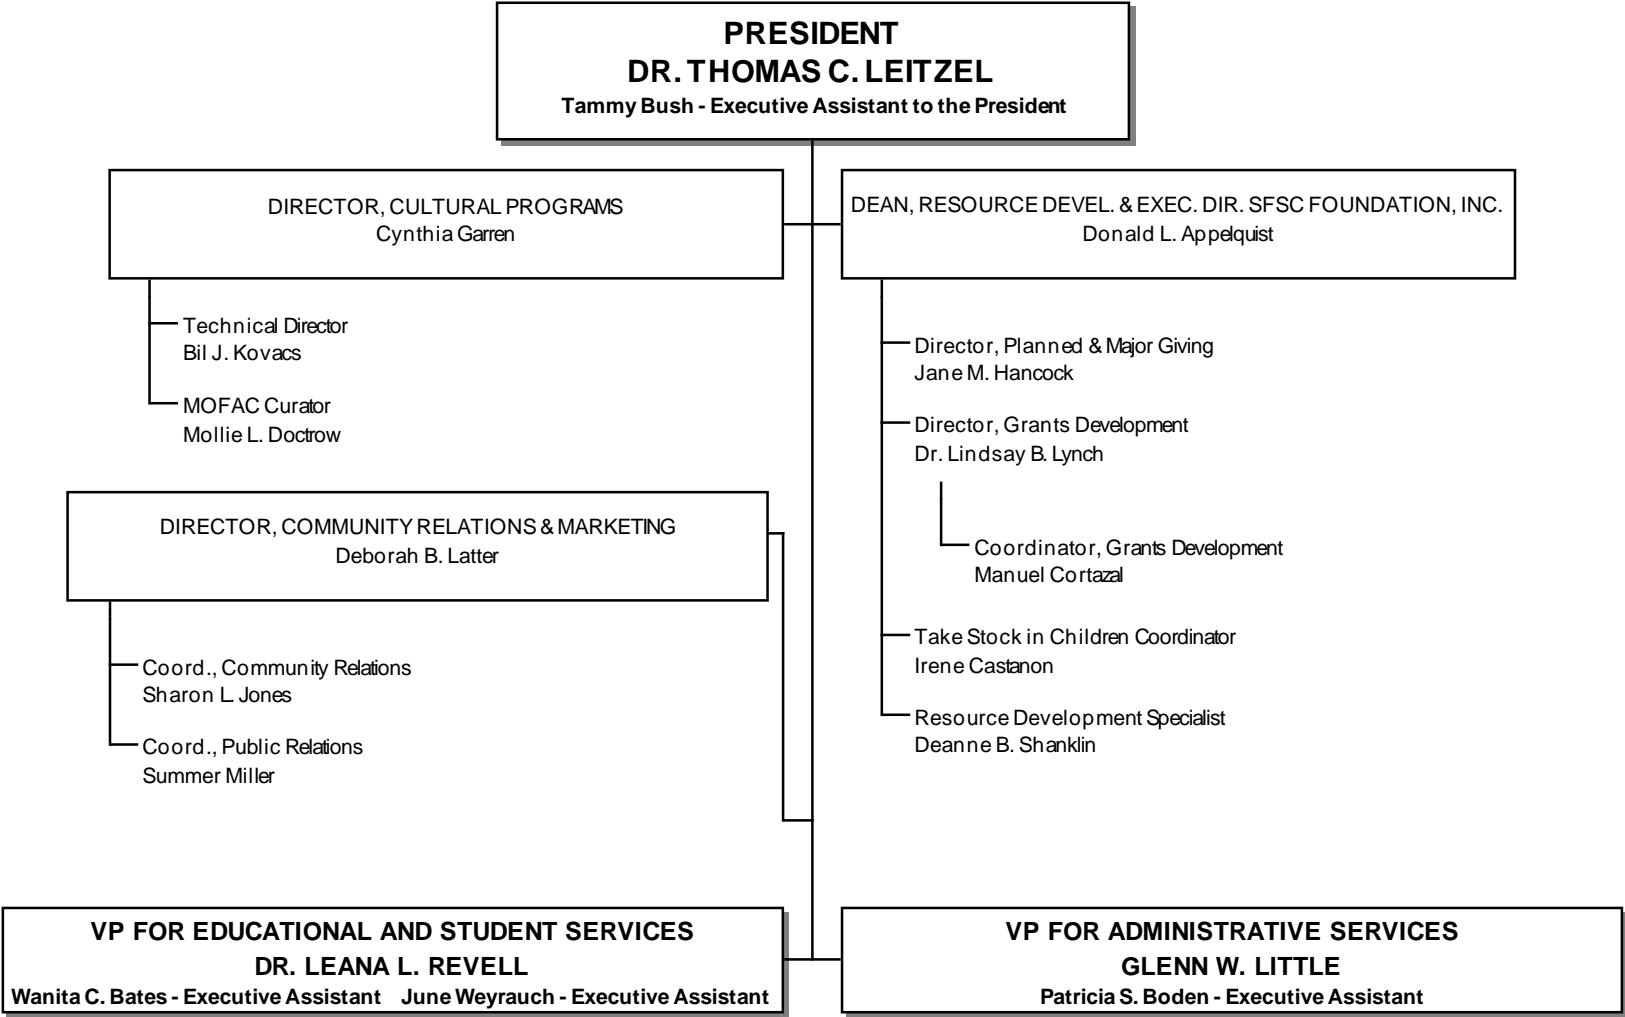 PRESIDENT
DR. THOMAS C. LEITZEL
Tammy Bush - Executive Assistant to the President
DIRECTOR, CULTURAL PROGRAMS
Cynthia Garren
Technical Director
Bil J. Kovacs
MOFAC Curator
Mollie L. Doctrow
DEAN, RESOURCE DEVEL. & EXEC. DIR. SFSC FOUNDATION, INC.
Donald L. Appelquist
Director, Planned & Major Giving
Jane M. Hancock
Director, Grants Development
Dr. Lindsay B. Lynch
Coordinator, Grants Development
Manuel Cortazal
Take Stock in Children Coordinator
Irene Castanon
Resource Development Specialist
Deanne B. Shanklin
DIRECTOR, COMMUNITY RELATIONS & MARKETING
Deborah B. Latter
Coord., Community Relations
Sharon L. Jones
Coord., Public Relations
Summer Miller
VP FOR EDUCATIONAL AND STUDENT SERVICES
DR. LEANA L. REVELL
Wanita C. Bates - Executive Assistant June Weyrauch - Executive Assistant
VP FOR ADMINISTRATIVE SERVICES
GLENN W. LITTLE
Patricia S. Boden - Executive Assistant